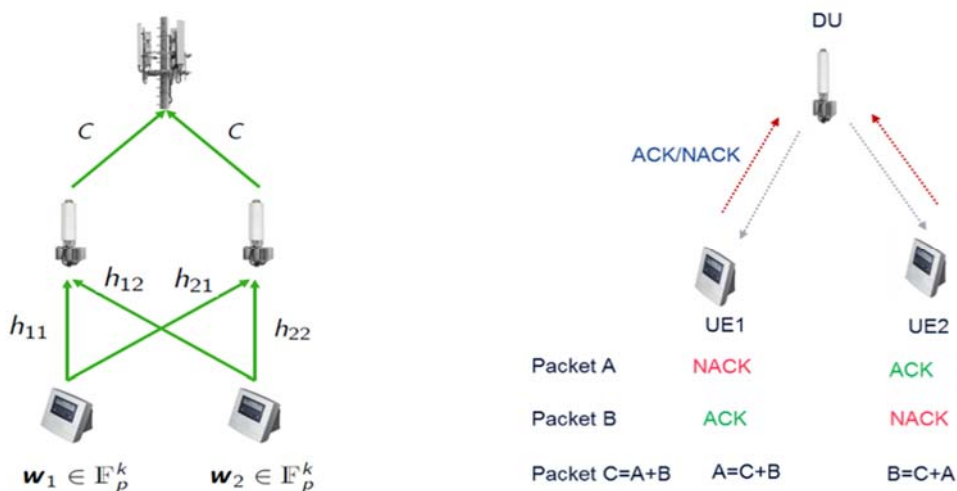 C C
h₁₂ h₂₁
h₁₁ h₂₂
w₁ ∈ 𝔽ₚᵏ w₂ ∈ 𝔽ₚᵏ
DU
ACK/NACK
UE1 UE2
Packet A NACK ACK
Packet B ACK NACK
Packet C=A+B A=C+B B=C+A